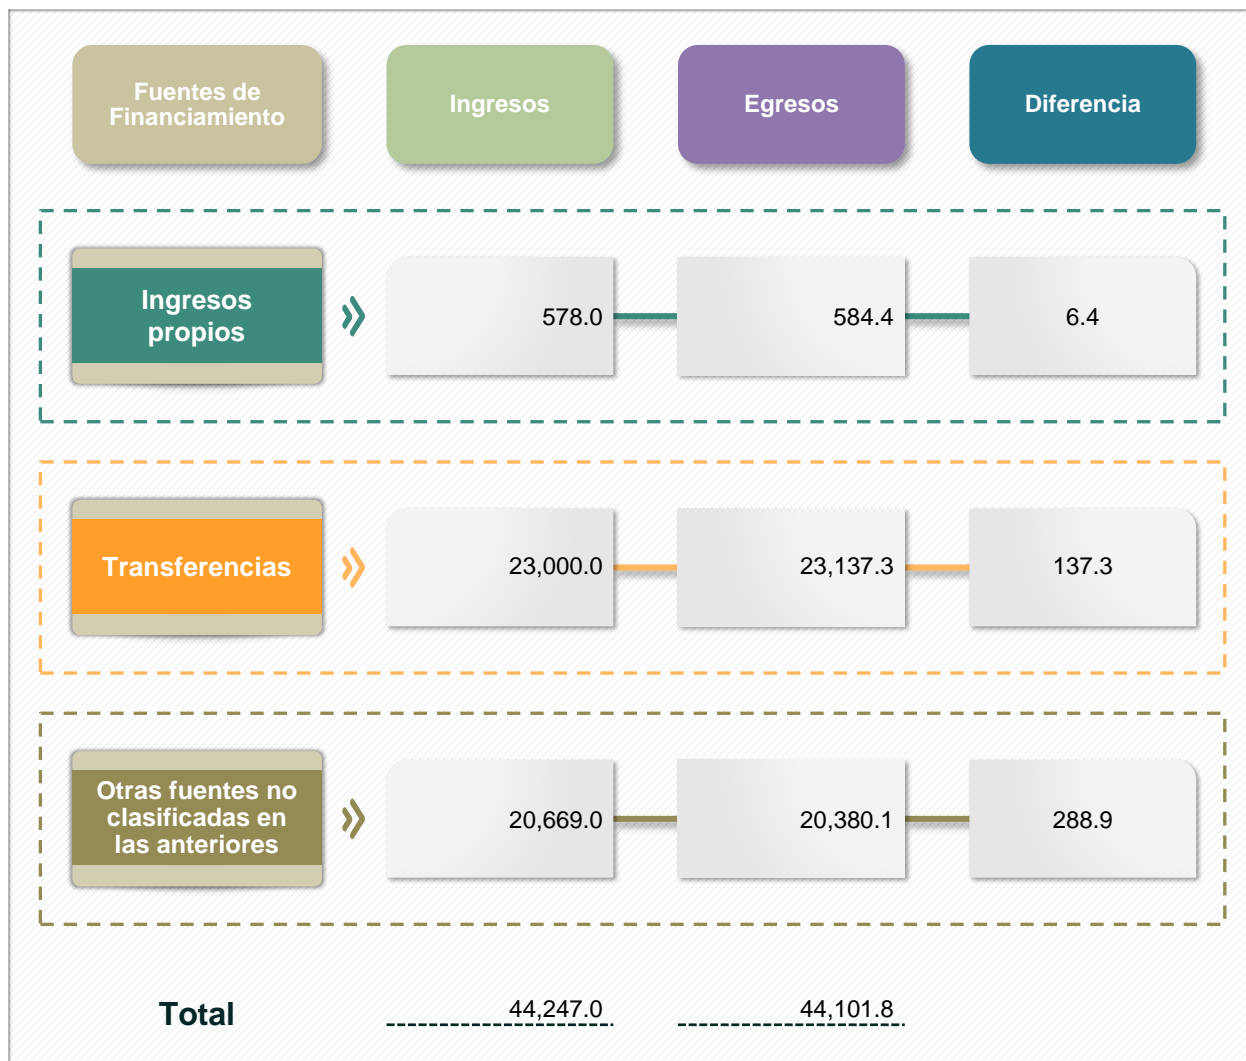 Fuentes de
Financiamiento
Ingresos
Egresos
Diferencia
Ingresos
propios
578.0
584.4
6.4
Transferencias
23,000.0
23,137.3
137.3
Otras fuentes no
clasificadas en
las anteriores
20,669.0
20,380.1
288.9
Total
44,247.0
44,101.8